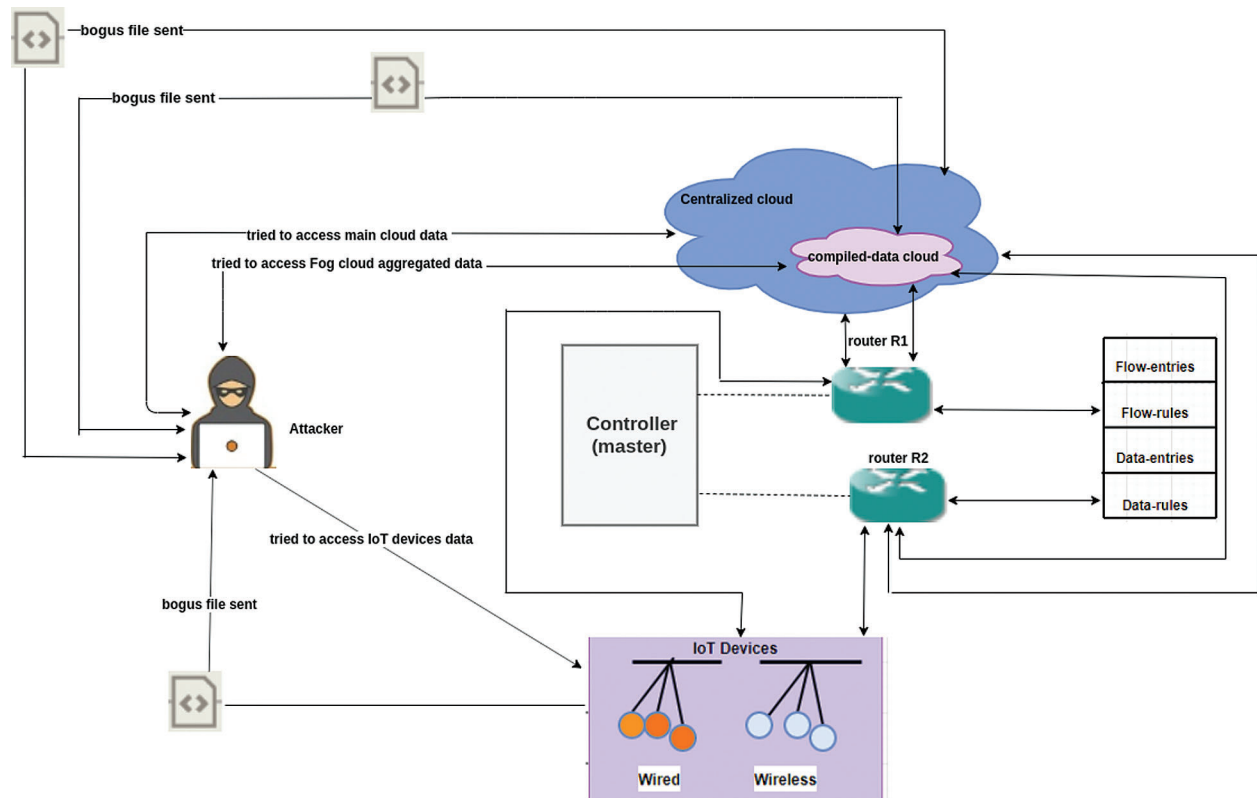 bogus file sent
bogus file sent
Centralized cloud
tried to access main cloud data
compiled-data cloud
tried to access Fog cloud aggregated data
router R1
Flow-entries
Flow-rules
Controller
(master)
Attacker
router R2
Data-entries
Data-rules
tried to access IoT devices data
bogus file sent
IoT Devices
Wired
Wireless